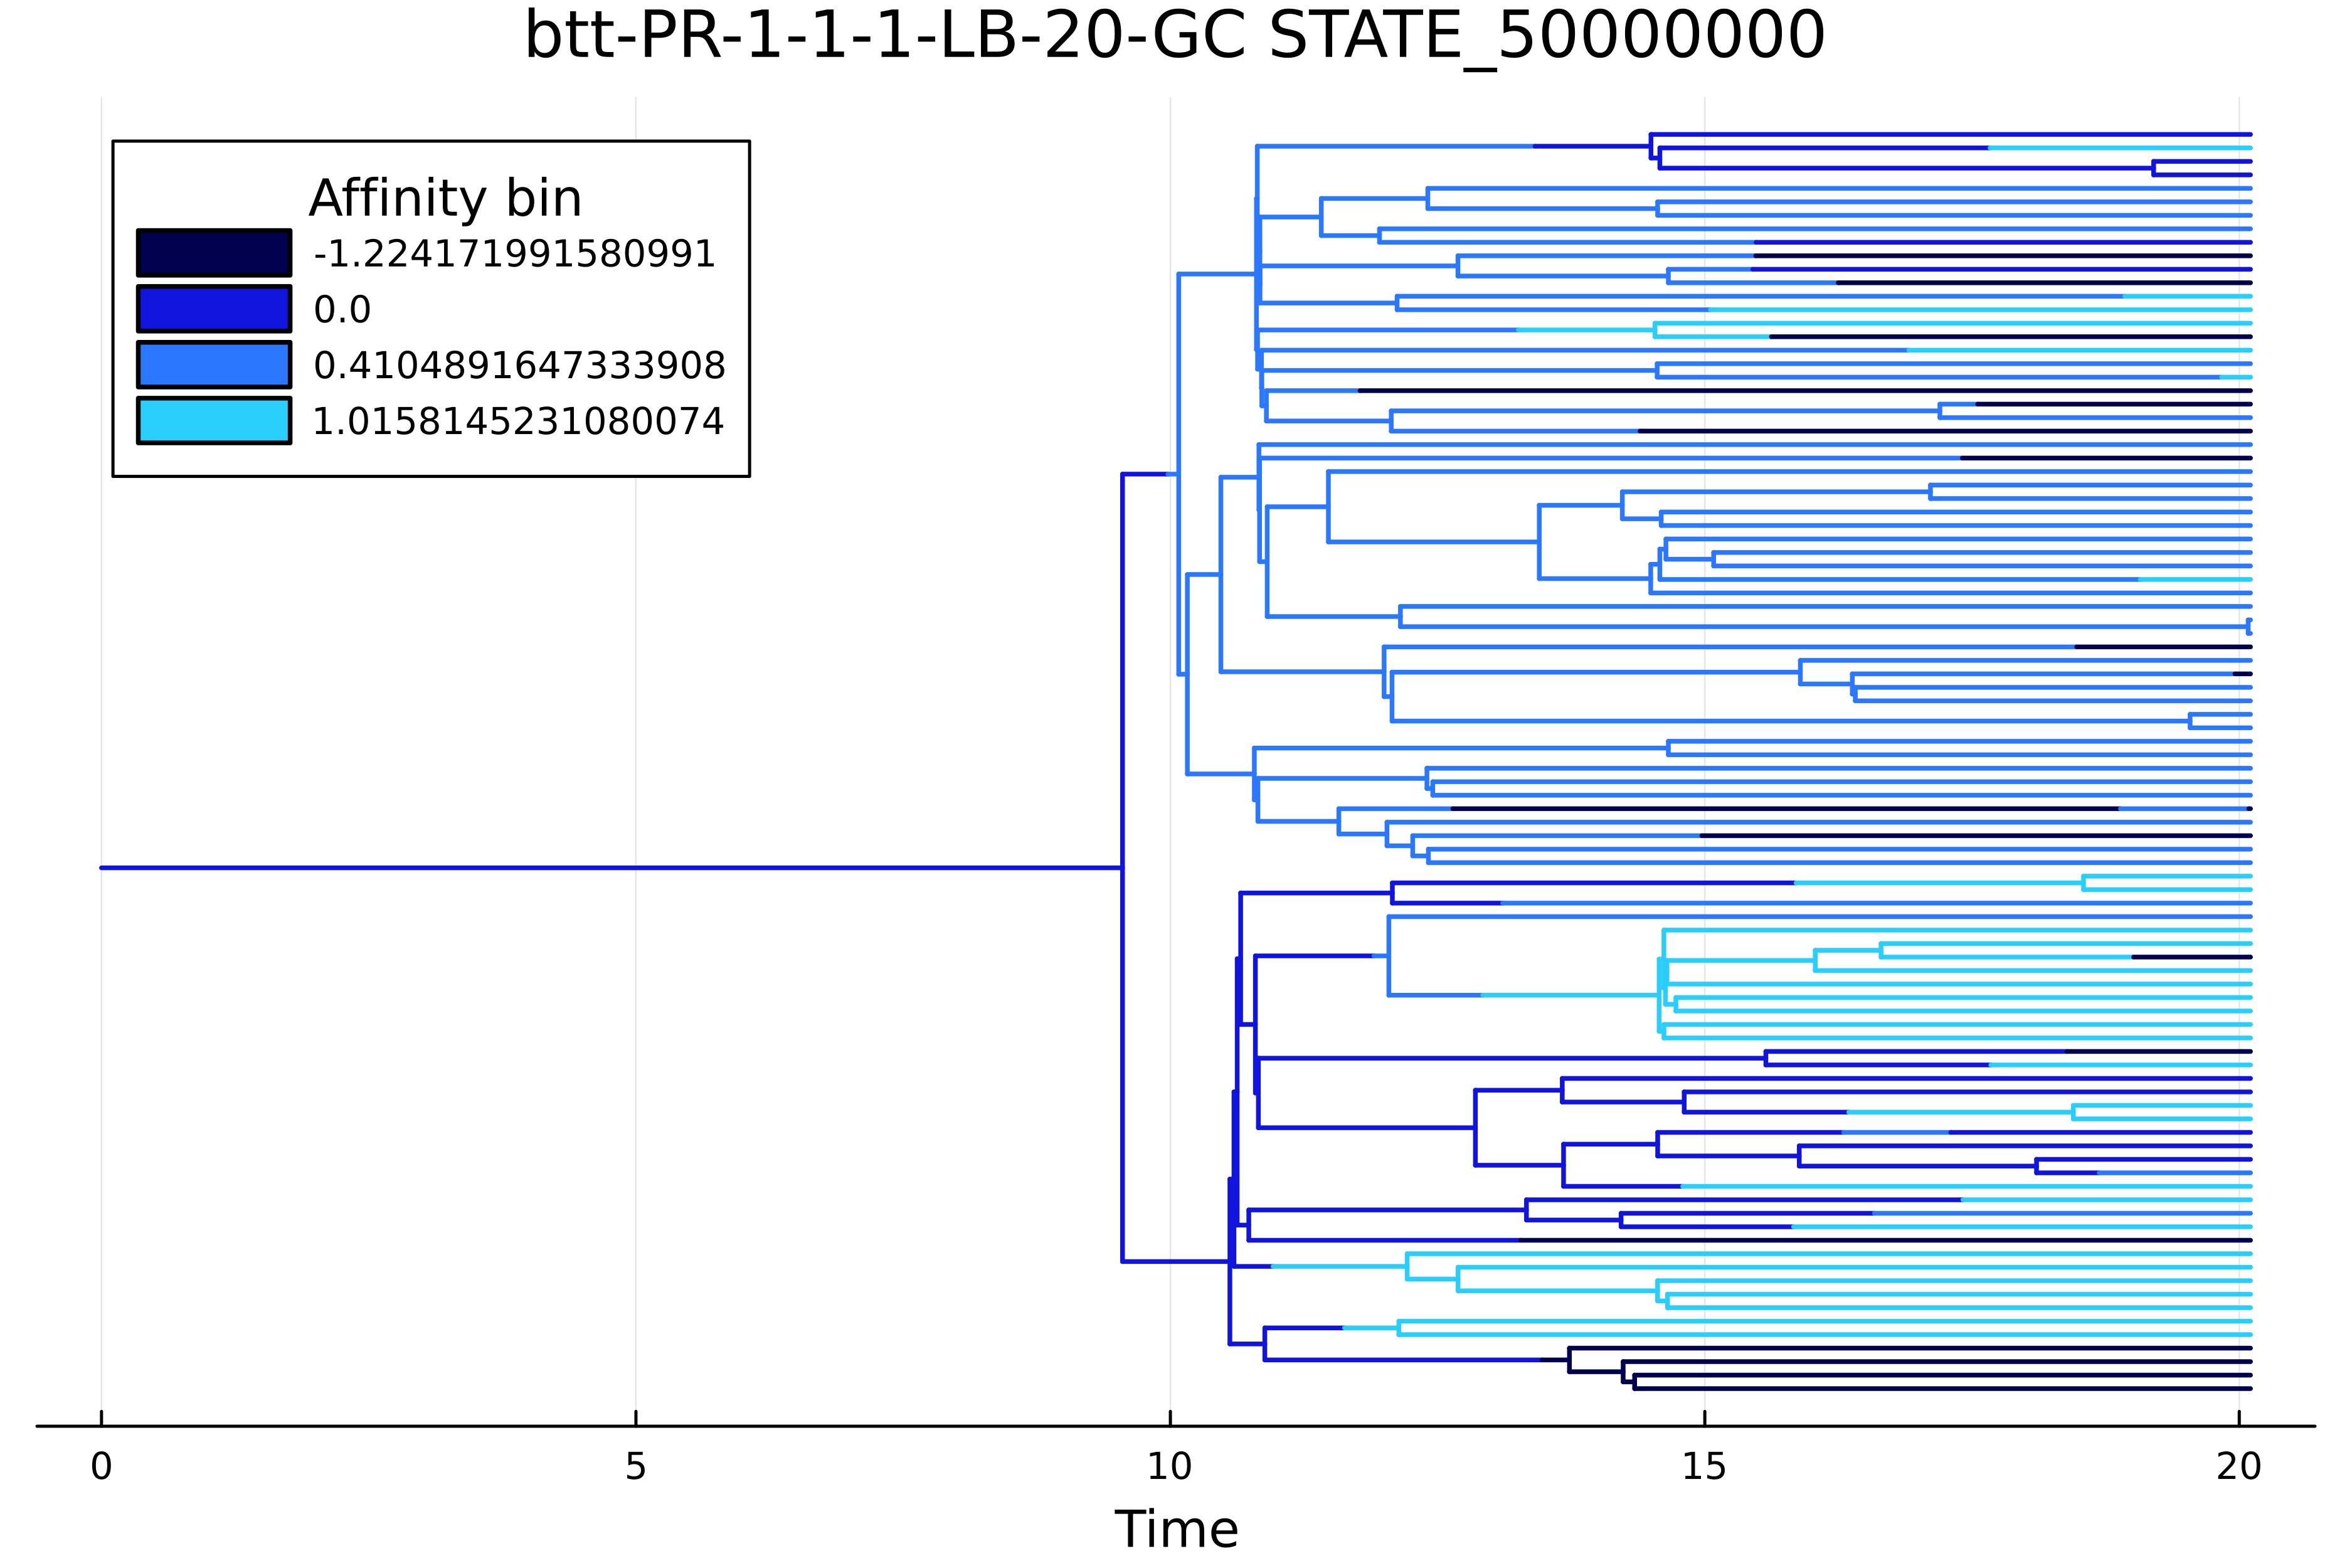 btt-PR-1-1-1-LB-20-GC STATE_50000000
Affinity bin
-1.224171991580991
0.0
0.4104891647333908
1.0158145231080074
0 5 10 15 20
Time